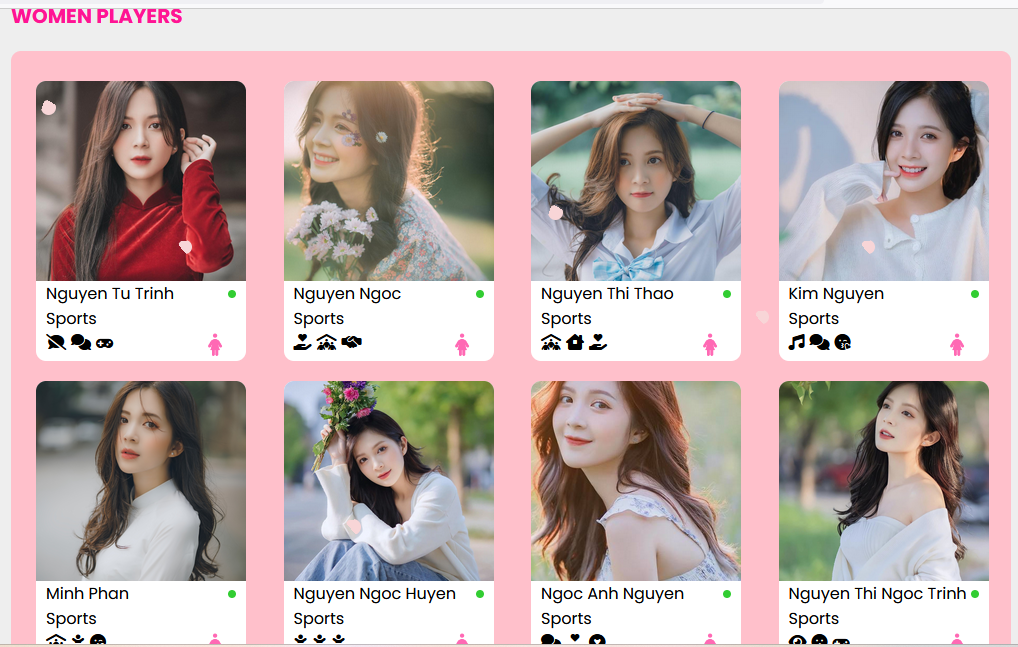 WOMEN PLAYERS
Nguyen Tu Trinh
Sports
Nguyen Ngoc
Sports
Nguyen Thi Thao
Sports
Kim Nguyen
Sports
Minh Phan
Sports
Nguyen Ngoc Huyen
Sports
Ngoc Anh Nguyen
Sports
Nguyen Thi Ngoc Trinh
Sports